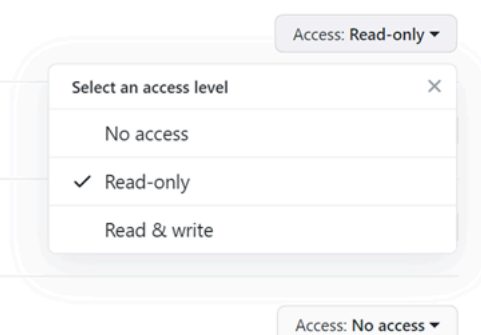 Access: Read-only
Select an access level
No access
Read-only
Read & write
Access: No access